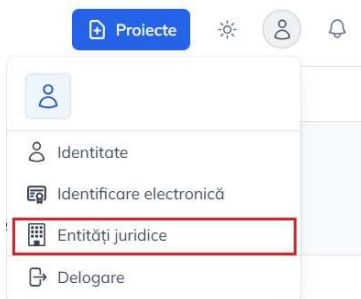 Proiecte
Identitate
Identificare electronică
Entități juridice
Delogare